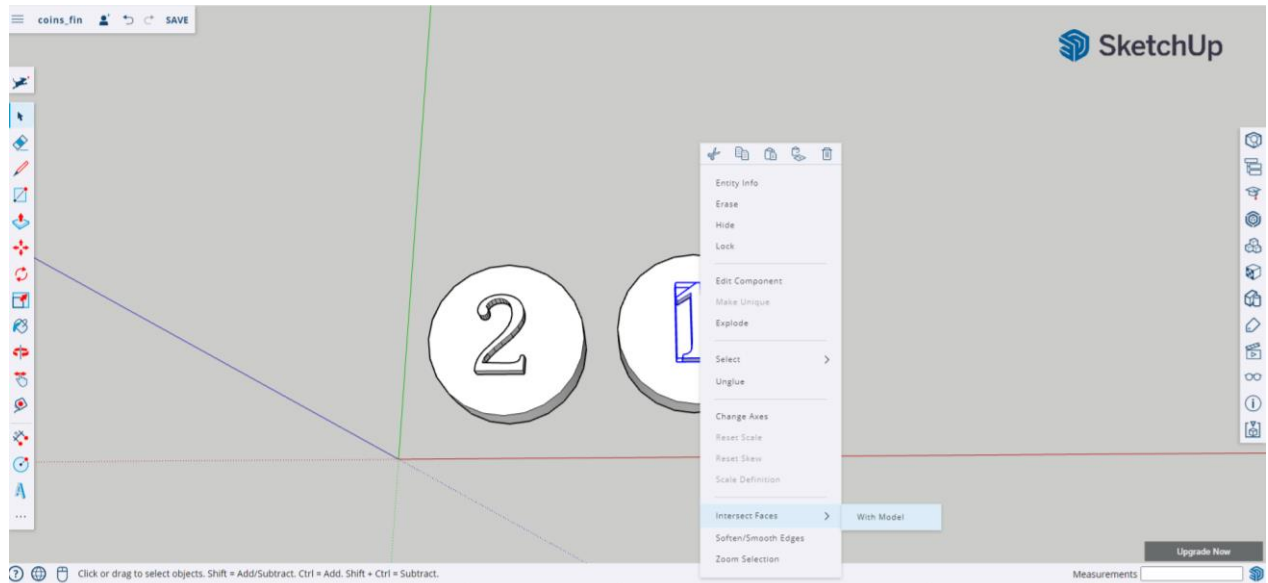 coins_fin SAVE
SketchUp
Entity Info
Erase
Hide
Lock
Edit Component
Make Unique
Explode
Select
Unglue
Change Axes
Reset Scale
Reset Skew
Scale Definition
Intersect Faces
With Model
Soften/Smooth Edges
Zoom Selection
2
1
Upgrade Now
Click or drag to select objects. Shift = Add/Subtract. Ctrl = Add. Shift + Ctrl = Subtract.
Measurements